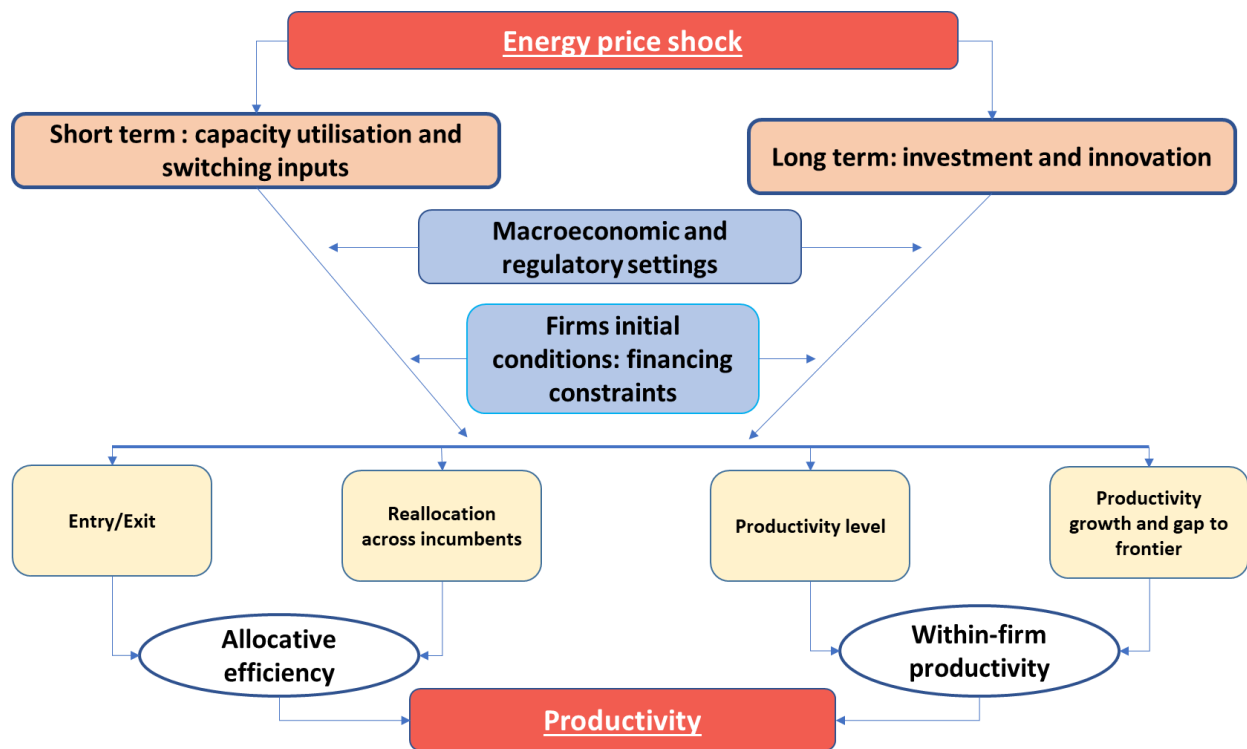 Energy price shock
Short term : capacity utilisation and
switching inputs
Long term: investment and innovation
Macroeconomic and
regulatory settings
Firms initial
conditions: financing
constraints
Entry/Exit
Reallocation
across incumbents
Productivity level
Productivity
growth and gap to
frontier
Allocative
efficiency
Within-firm
productivity
Productivity